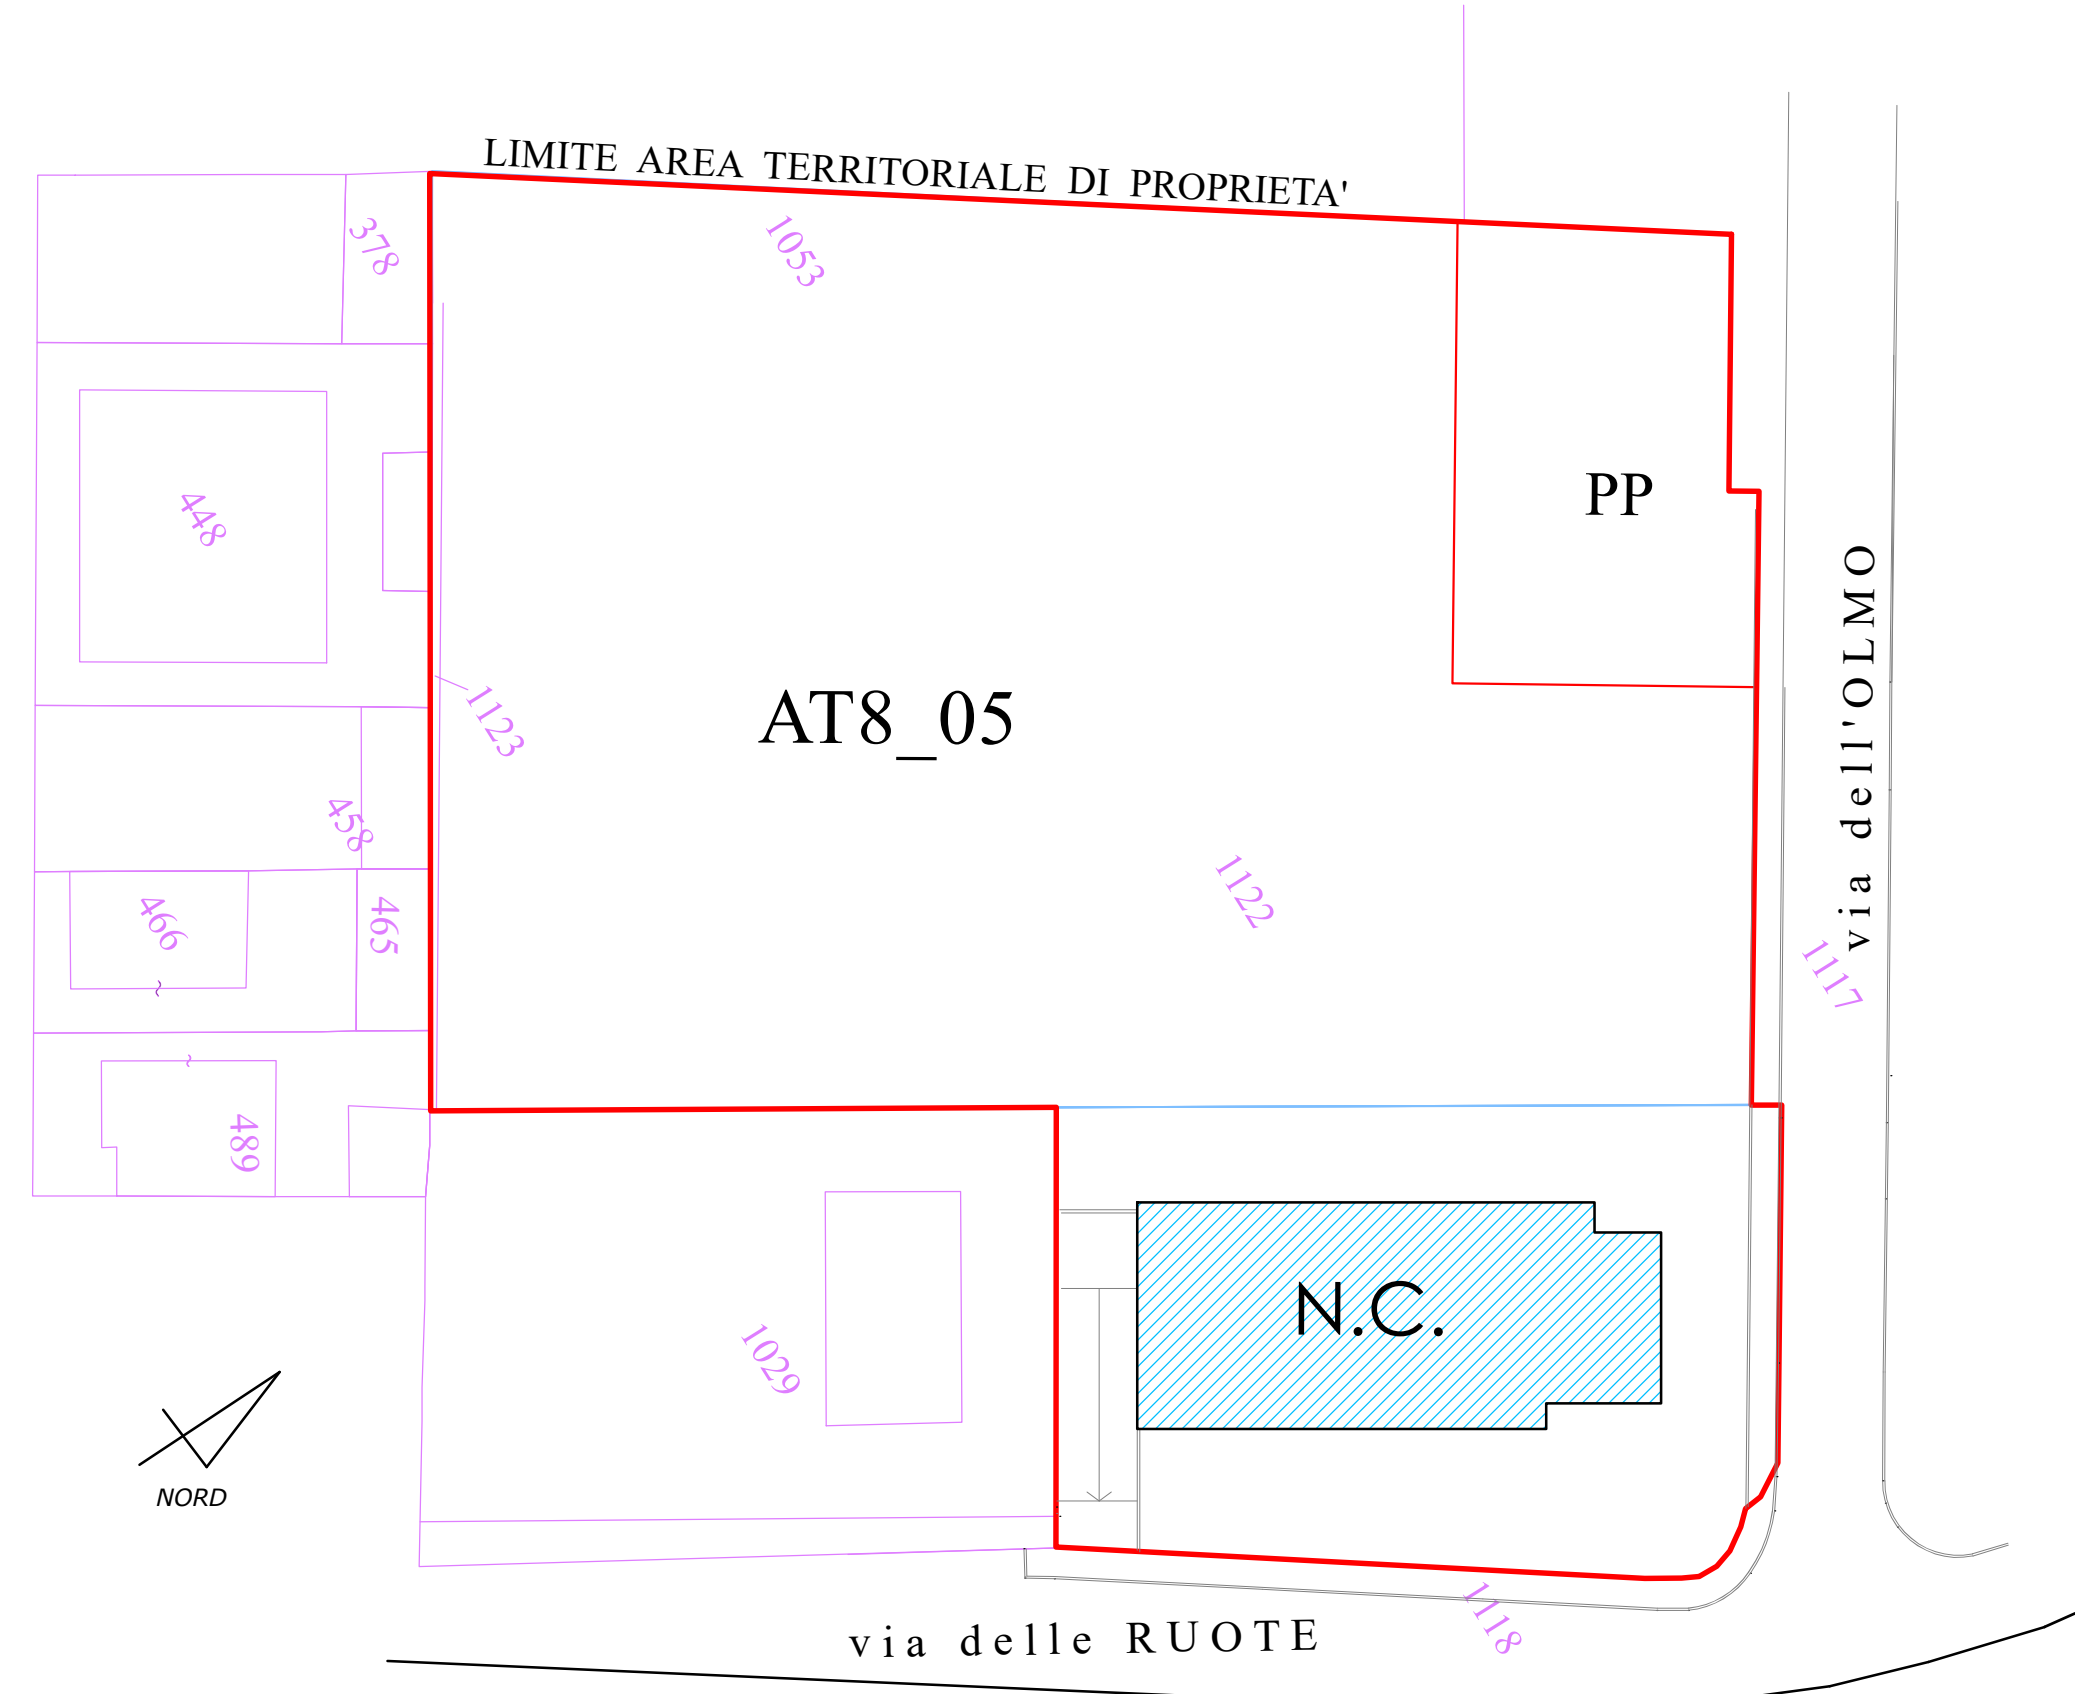 LIMITE AREA TERRITORIALE DI PROPRIETA'
378
1053
448
PP
1123
AT8_05
via dell'OLMO
458
466
465
1122
1117
489
N.C.
1029
NORD
via delle RUOTE
1118